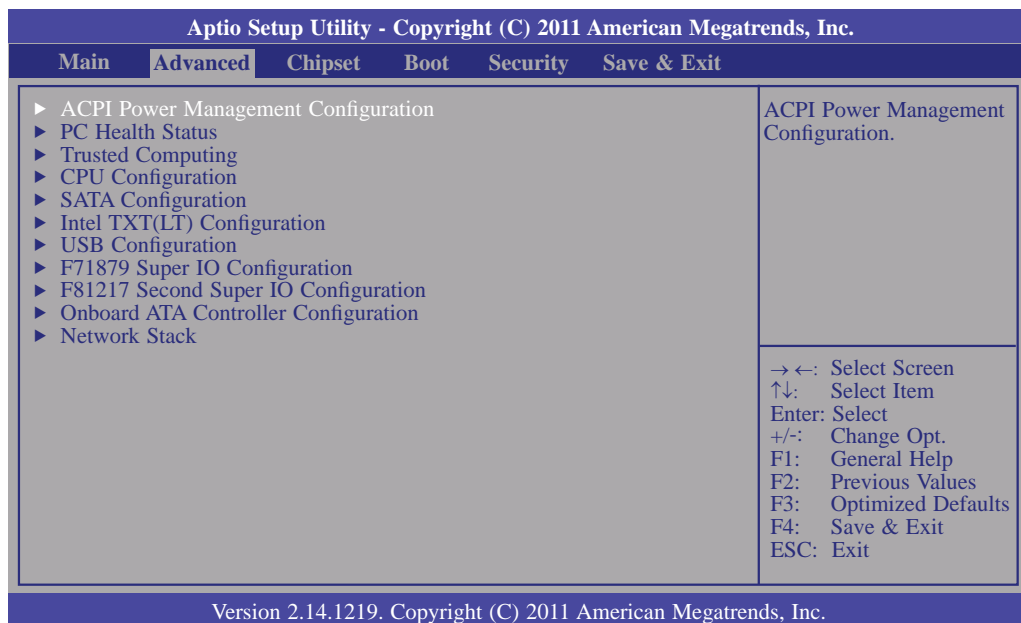 Aptio Setup Utility - Copyright (C) 2011 American Megatrends, Inc.
Main Advanced Chipset Boot Security Save & Exit
► ACPI Power Management Configuration
► PC Health Status
► Trusted Computing
► CPU Configuration
► SATA Configuration
► Intel TXT(LT) Configuration
► USB Configuration
► F71879 Super IO Configuration
► F81217 Second Super IO Configuration
► Onboard ATA Controller Configuration
► Network Stack
ACPI Power Management
Configuration.
→←: Select Screen
↑↓: Select Item
Enter: Select
+/-: Change Opt.
F1: General Help
F2: Previous Values
F3: Optimized Defaults
F4: Save & Exit
ESC: Exit
Version 2.14.1219. Copyright (C) 2011 American Megatrends, Inc.